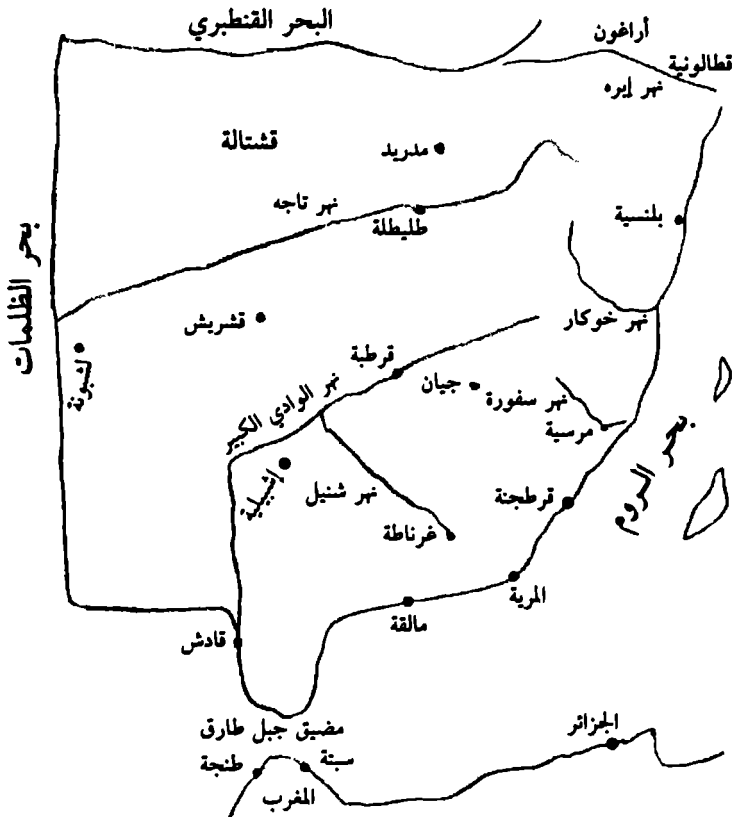 البحر القنطبري
أراغون
قطالونية
نهر إبره
قشتالة
مدريد
نهر تاجه
طليطلة
بلنسية
بحر الظلمات
قشريش
نهر خوكار
لشبونة
قرطبة
جيان
نهر سفورة
مرسية
نهر الوادي الكبير
بحر الروم
إشبيلية
نهر شنيل
قرطجنة
غرناطة
المرية
مالقة
قادش
مضيق جبل طارق
الجزائر
سبتة
طنجة
المغرب